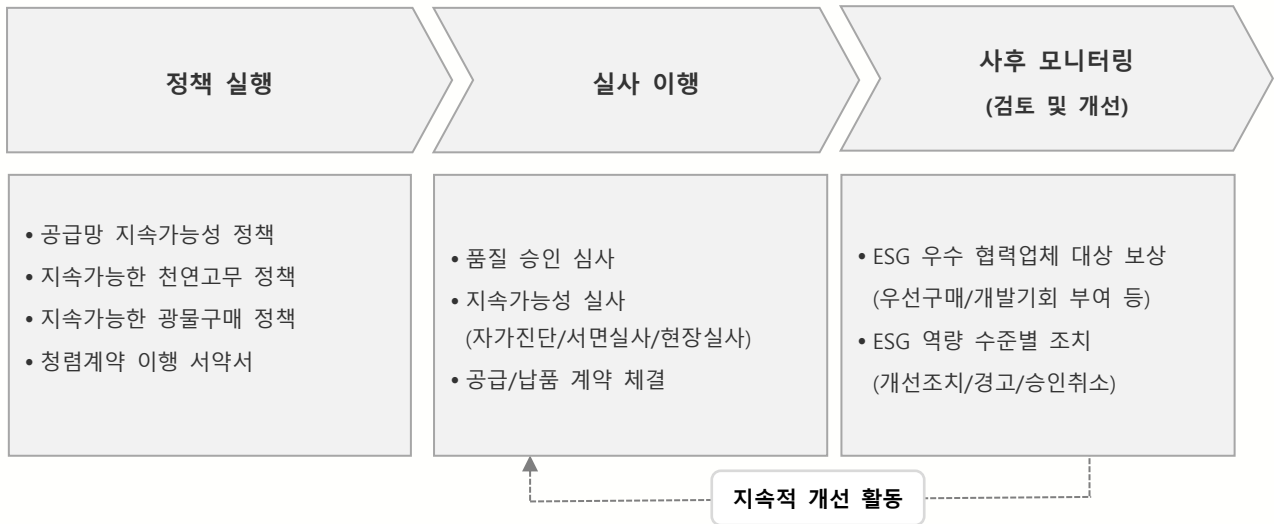 정책 실행
실사 이행
사후 모니터링
(검토 및 개선)
• 공급망 지속가능성 정책
• 지속가능한 천연고무 정책
• 지속가능한 광물구매 정책
• 청렴계약 이행 서약서
• 품질 승인 심사
• 지속가능성 실사
(자가진단/서면실사/현장실사)
• 공급/납품 계약 체결
• ESG 우수 협력업체 대상 보상
(우선구매/개발기회 부여 등)
• ESG 역량 수준별 조치
(개선조치/경고/승인취소)
지속적 개선 활동